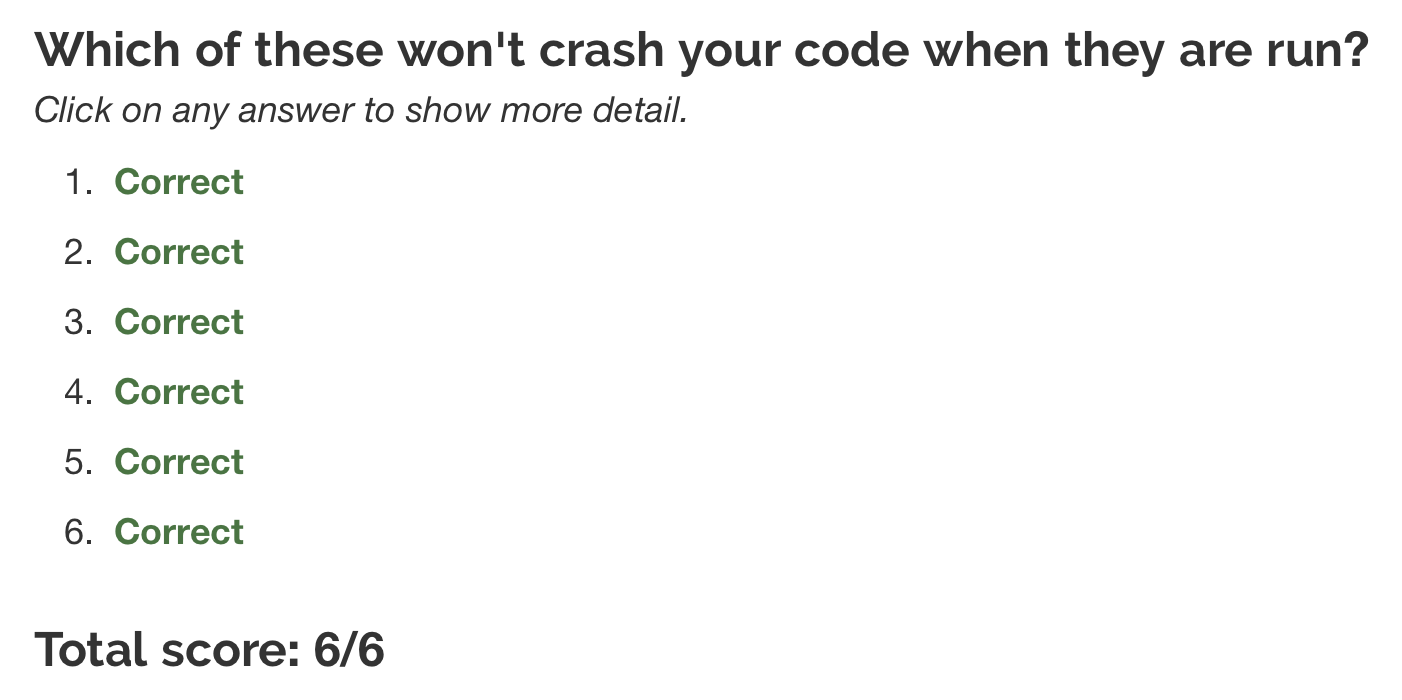 Which of these won't crash your code when they are run?
Click on any answer to show more detail.
1. Correct
2. Correct
3. Correct
4. Correct
5. Correct
6. Correct
Total score: 6/6